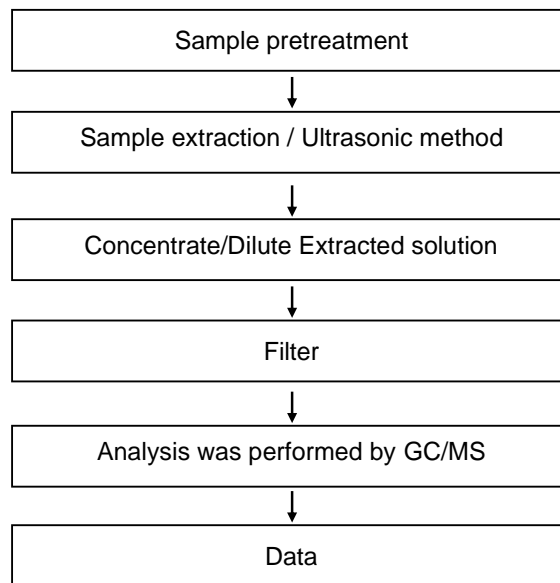 Sample pretreatment
Sample extraction / Ultrasonic method
Concentrate/Dilute Extracted solution
Filter
Analysis was performed by GC/MS
Data